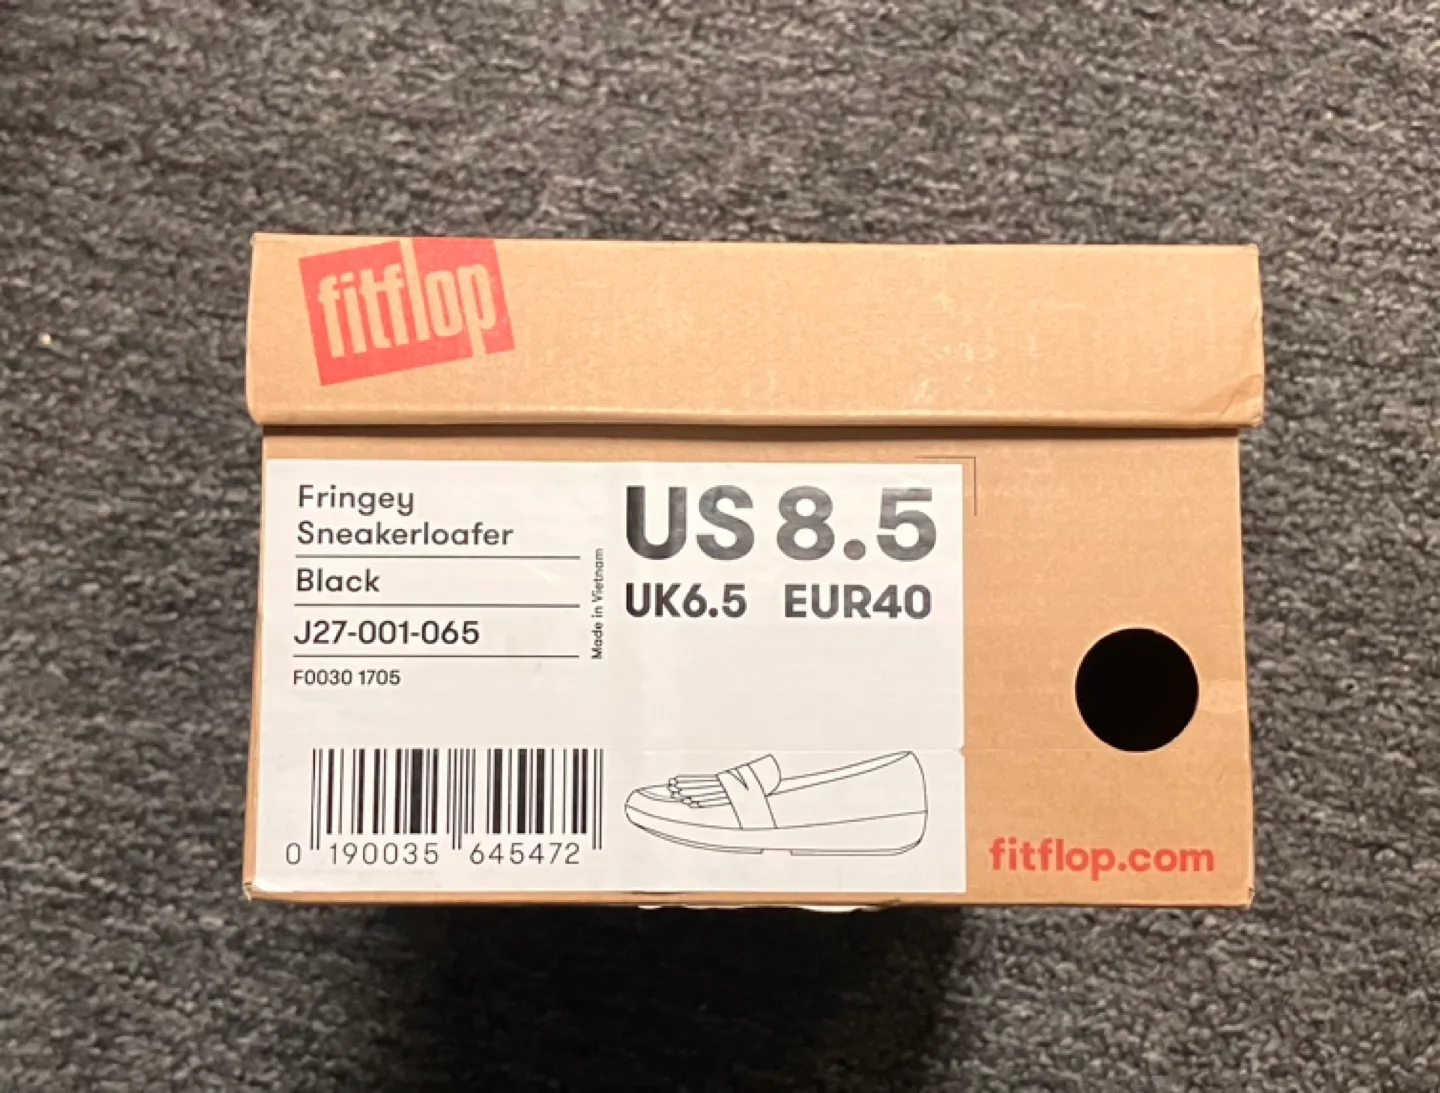 fitflop
Fringey
Sneakerloafer
Black
J27-001-065
F0030 1705
Made in Vietnam
US 8.5
UK6.5 EUR40
0 190035 645472
fitflop.com